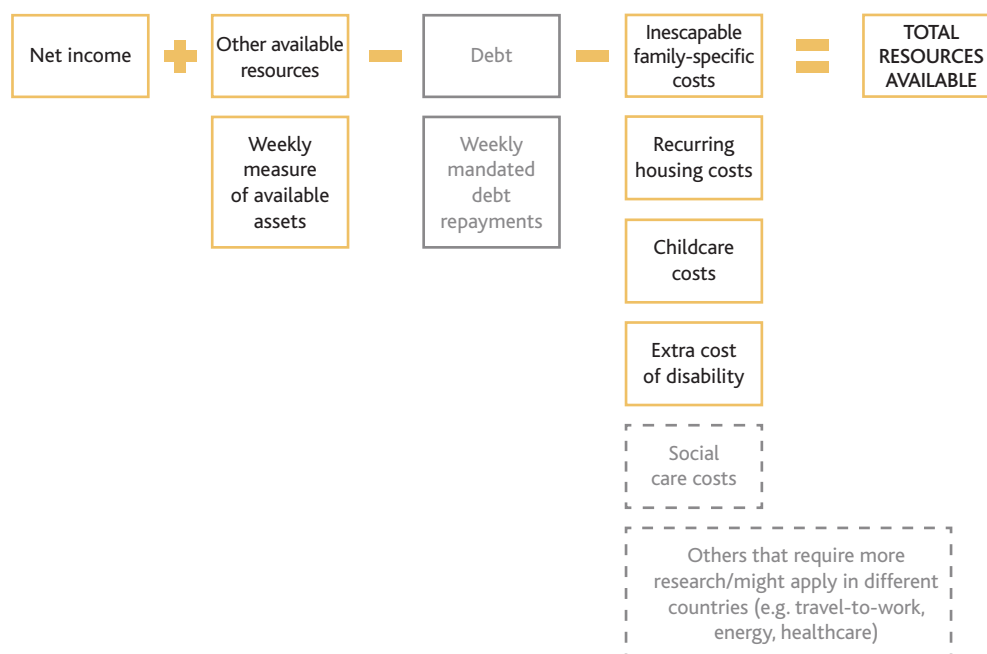 Net income
Other available
resources
Debt
Inescapable
family-specific
costs
TOTAL
RESOURCES
AVAILABLE
Weekly
measure
of available
assets
Weekly
mandated
debt
repayments
Recurring
housing costs
Childcare
costs
Extra cost
of disability
Social
care costs
Others that require more
research/might apply in different
countries (e.g. travel-to-work,
energy, healthcare)